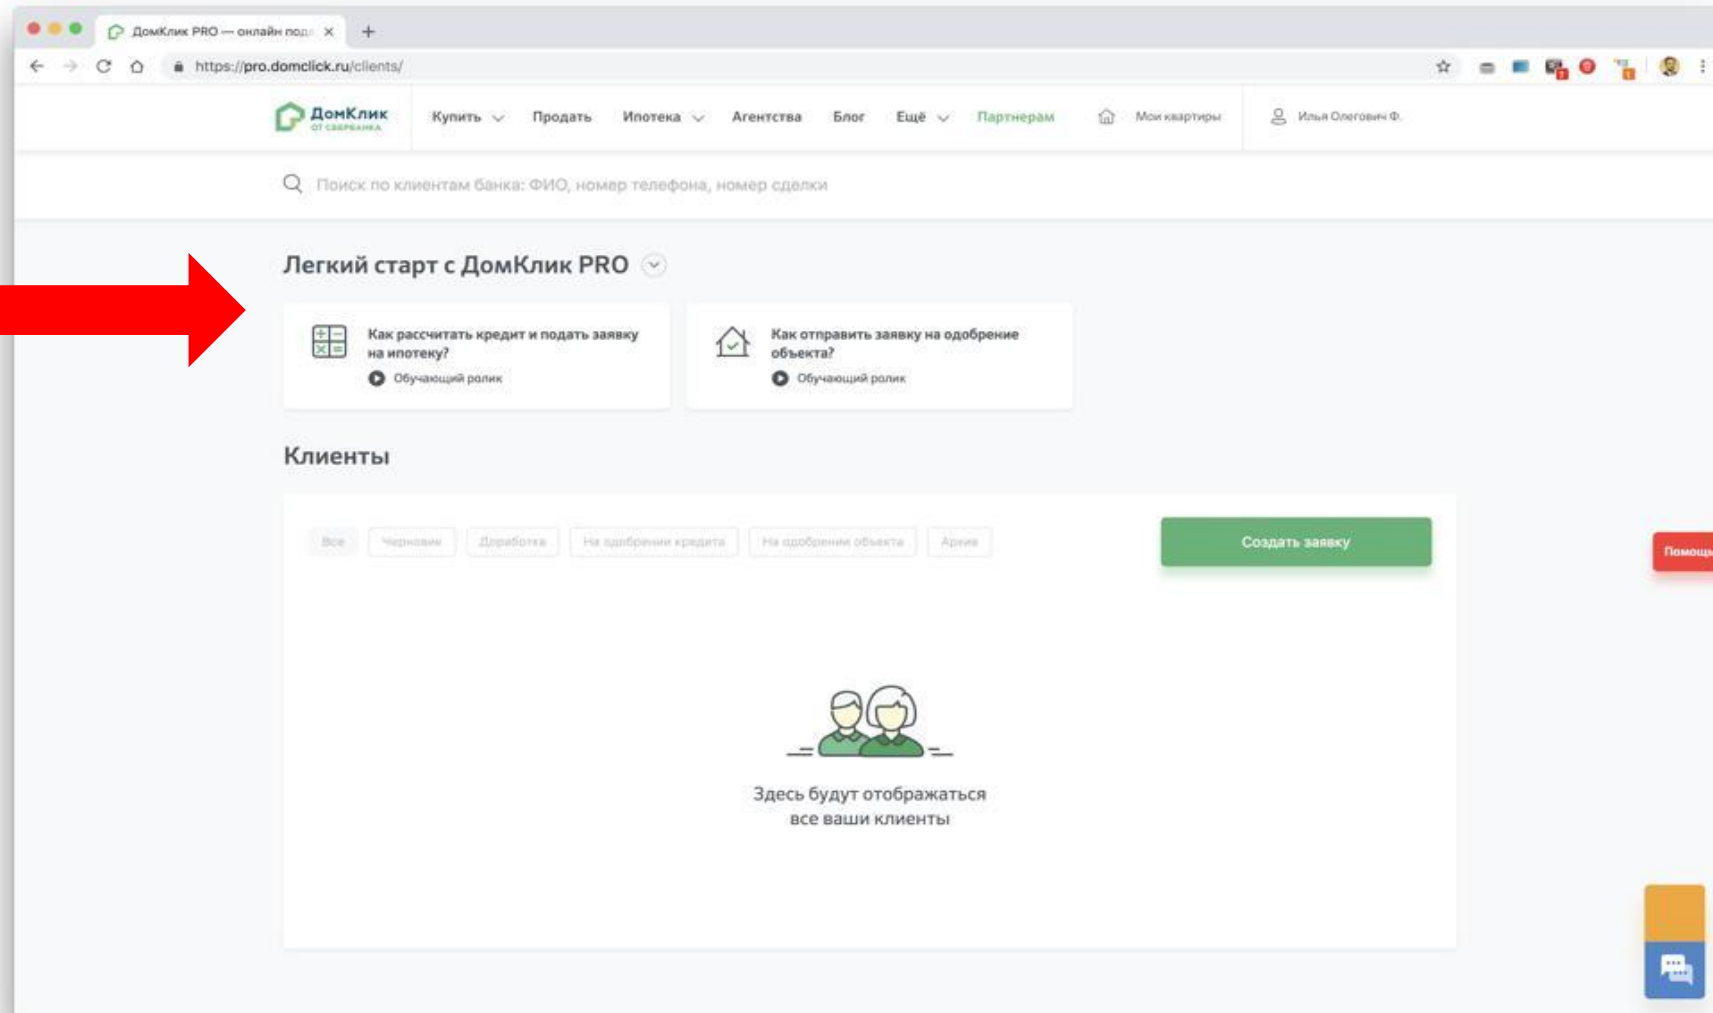 ДомКлик PRO — онлайн пода
https://pro.domclick.ru/clients/
ДомКлик
ОТ СБЕРБАНКА
Купить
Продать
Ипотека
Агентства
Блог
Ещё
Партнерам
Мои квартиры
Илья Олегович Ф.
Поиск по клиентам банка: ФИО, номер телефона, номер сделки
Легкий старт с ДомКлик PRO
Как рассчитать кредит и подать заявку
на ипотеку?
Обучающий ролик
Как отправить заявку на одобрение
объекта?
Обучающий ролик
Клиенты
Все
Черновик
Доработка
На одобрении кредита
На одобрении объекта
Архив
Создать заявку
Помощь
Здесь будут отображаться
все ваши клиенты